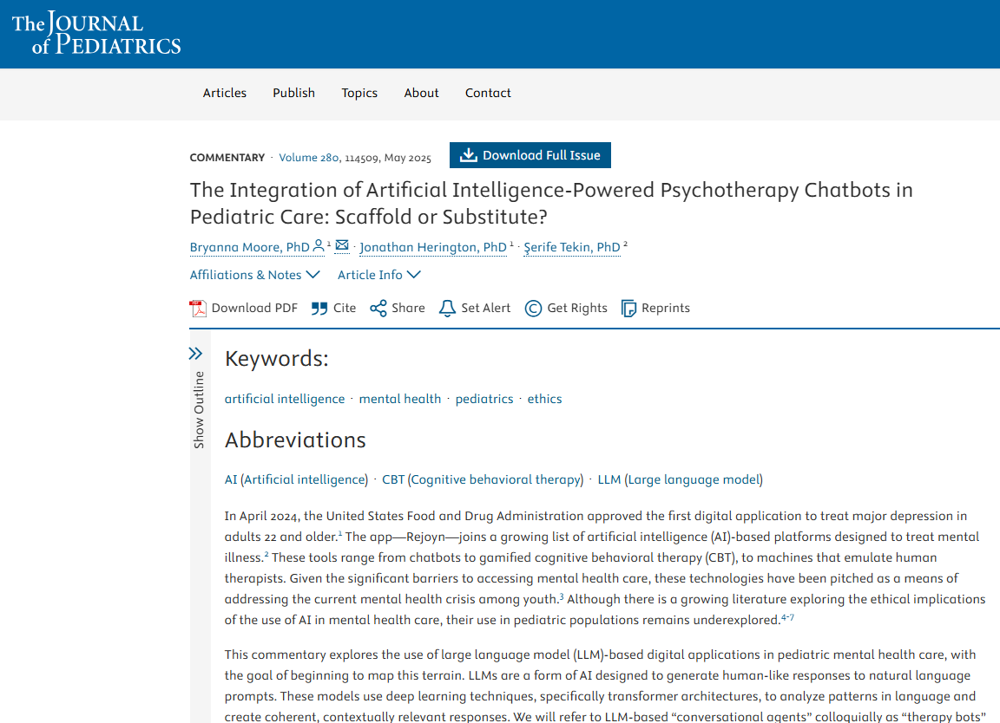 The JOURNAL
of PEDIATRICS
Articles Publish Topics About Contact
COMMENTARY · Volume 280, 114509, May 2025 Download Full Issue
The Integration of Artificial Intelligence-Powered Psychotherapy Chatbots in
Pediatric Care: Scaffold or Substitute?
Bryanna Moore, PhD 1 · Jonathan Herington, PhD 1 · Şerife Tekin, PhD 2
Affiliations & Notes Article Info
PDF Download PDF Cite Share Set Alert Get Rights Reprints
Show Outline
Keywords:
artificial intelligence · mental health · pediatrics · ethics
Abbreviations
AI (Artificial intelligence) · CBT (Cognitive behavioral therapy) · LLM (Large language model)
In April 2024, the United States Food and Drug Administration approved the first digital application to treat major depression in
adults 22 and older.1 The app—Rejoyn—joins a growing list of artificial intelligence (AI)-based platforms designed to treat mental
illness.2 These tools range from chatbots to gamified cognitive behavioral therapy (CBT), to machines that emulate human
therapists. Given the significant barriers to accessing mental health care, these technologies have been pitched as a means of
addressing the current mental health crisis among youth.3 Although there is a growing literature exploring the ethical implications
of the use of AI in mental health care, their use in pediatric populations remains underexplored.4-7
This commentary explores the use of large language model (LLM)-based digital applications in pediatric mental health care, with
the goal of beginning to map this terrain. LLMs are a form of AI designed to generate human-like responses to natural language
prompts. These models use deep learning techniques, specifically transformer architectures, to analyze patterns in language and
create coherent, contextually relevant responses. We will refer to LLM-based “conversational agents” colloquially as “therapy bots”